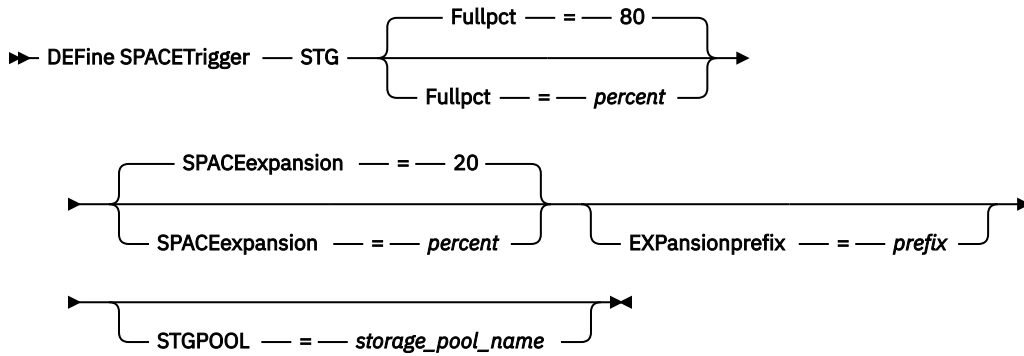 Fullpct = 80
DEFine SPACETrigger STG
Fullpct = percent
SPACEexpansion = 20
SPACEexpansion = percent
EXPansionprefix = prefix
STGPOOL = storage_pool_name